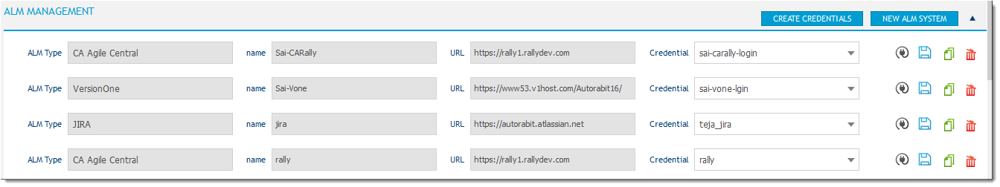 ALM MANAGEMENT
CREATE CREDENTIALS NEW ALM SYSTEM
ALM Type CA Agile Central name Sai-CARally URL https://rally1.rallydev.com Credential sai-carally-login
ALM Type VersionOne name Sai-Vone URL https://www53.v1host.com/Autorabit16/ Credential sai-vone-lgin
ALM Type JIRA name jira URL https://autorabit.atlassian.net Credential teja_jira
ALM Type CA Agile Central name rally URL https://rally1.rallydev.com Credential rally